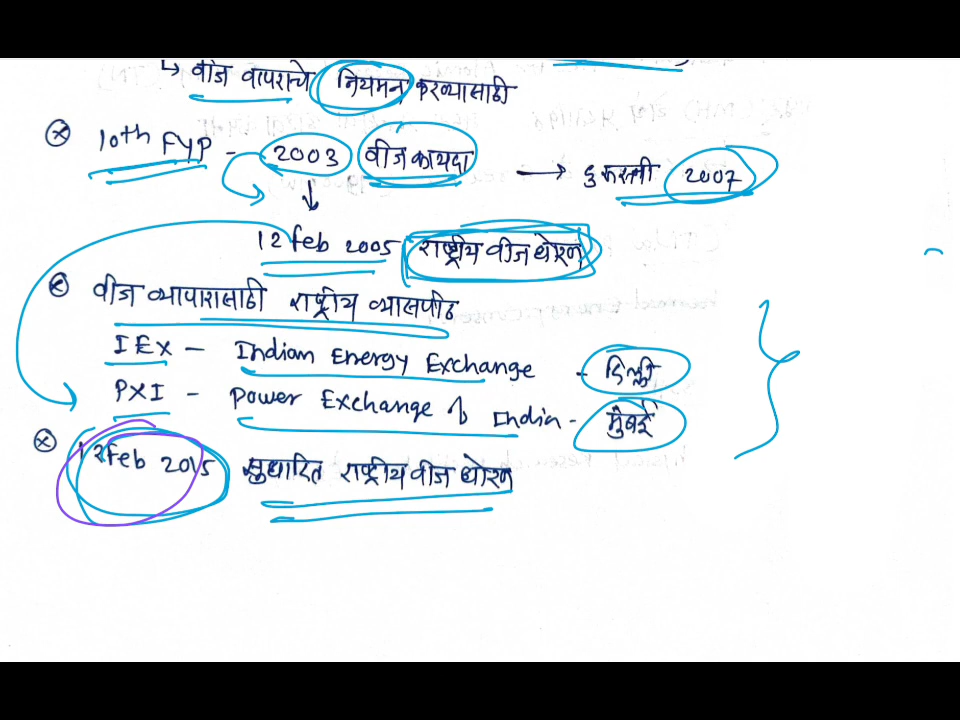 ↳ वीज वापराचे नियमन करण्यासाठी
10th FYP - 2003 वीज कायदा → दुरुस्ती 2007
↓
12 Feb 2005 राष्ट्रीय वीज धोरण
वीज व्यापारासाठी राष्ट्रीय व्यासपीठ
IEX - Indian Energy Exchange - दिल्ली
PXI - Power Exchange of Indian - मुंबई
12 Feb 2015 सुधारित राष्ट्रीय वीज धोरण